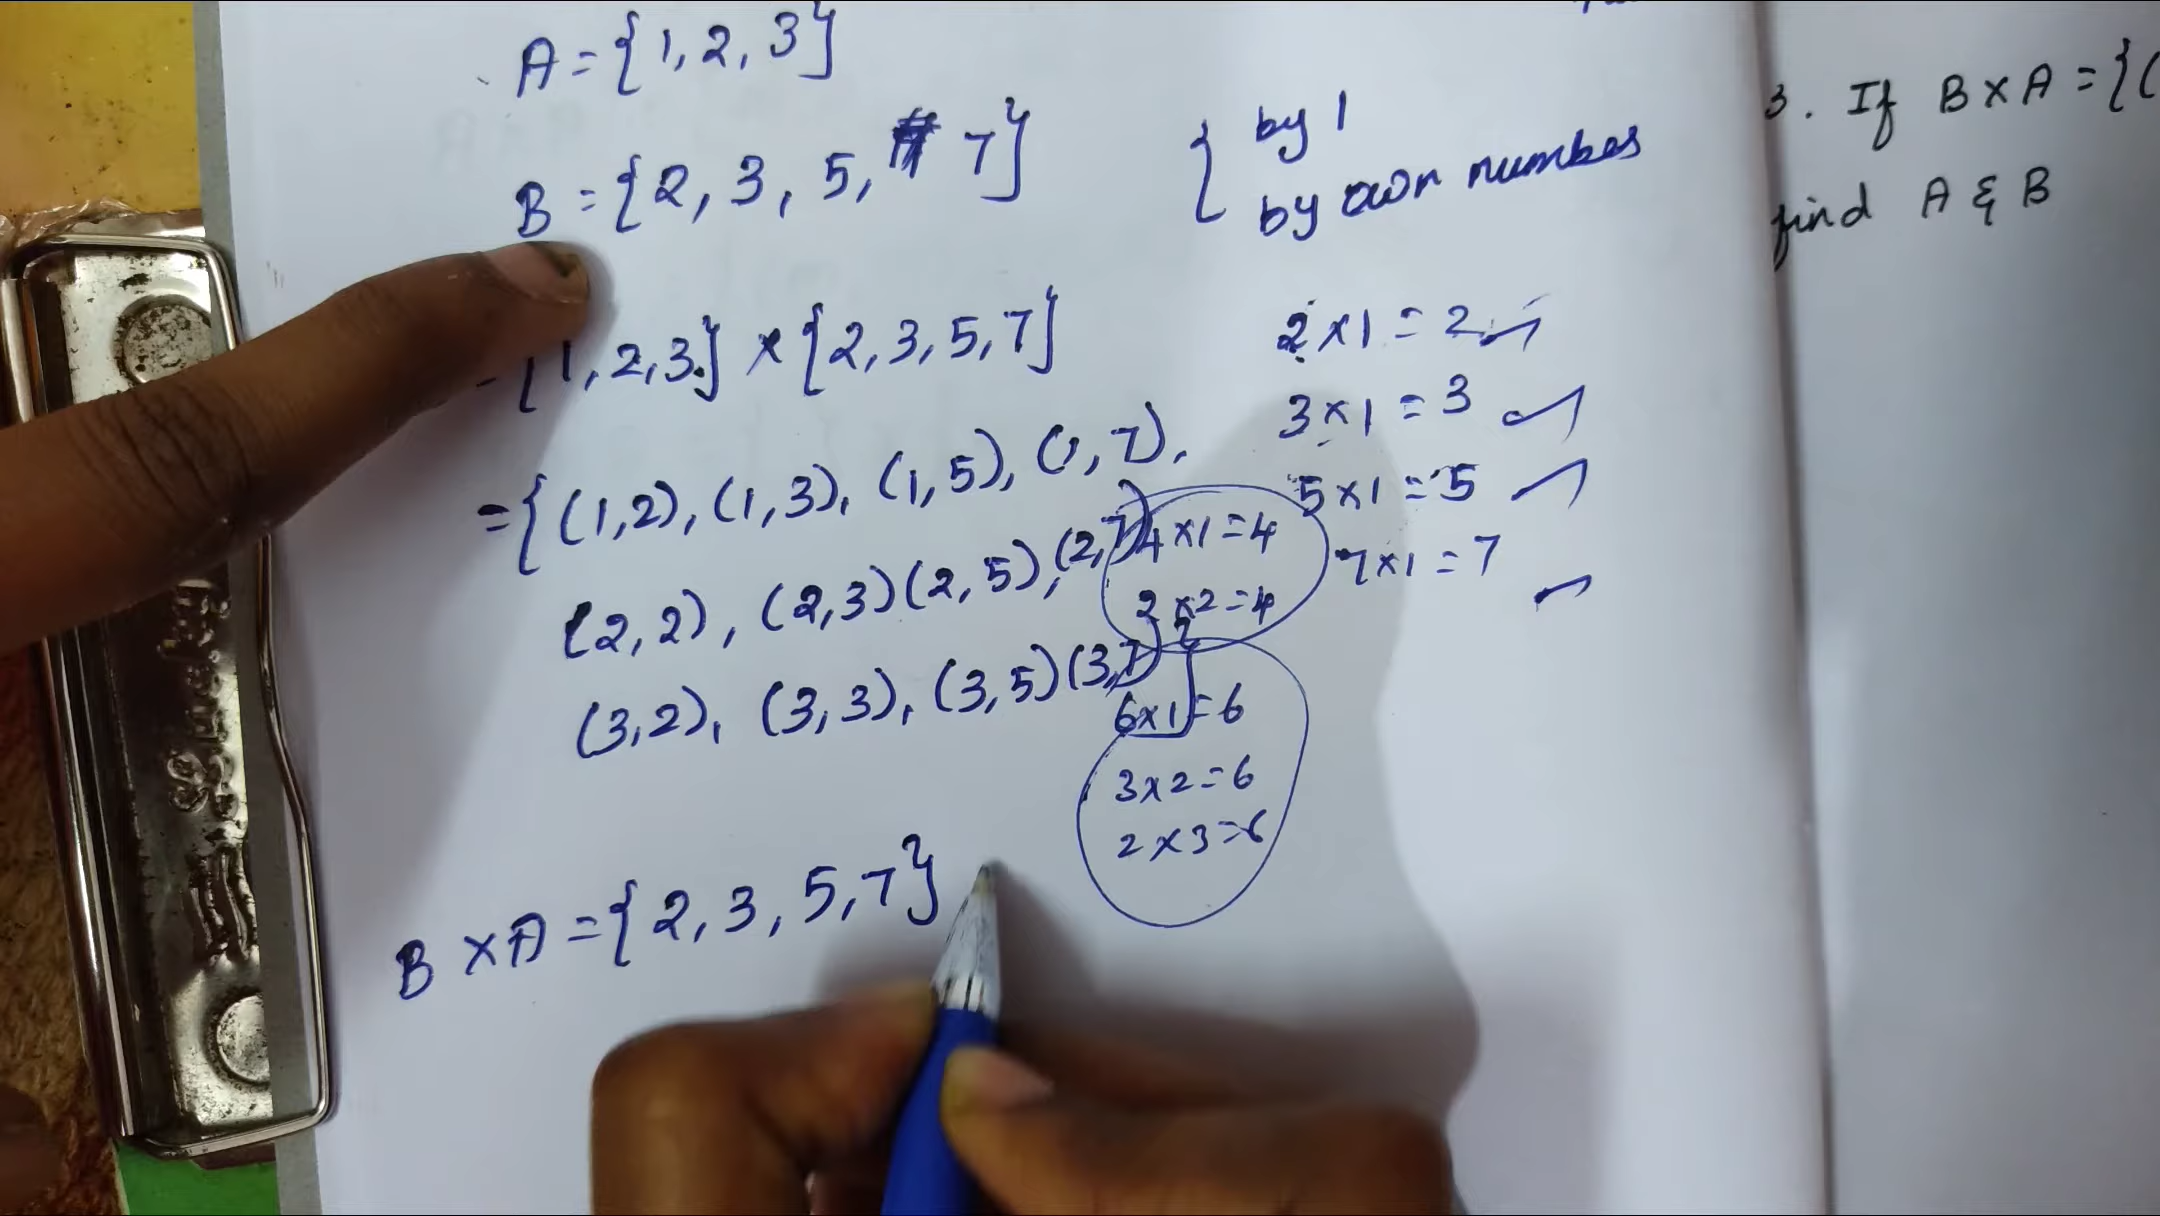 A = {1, 2, 3}
B = {2, 3, 5, 7}
{1, 2, 3} × {2, 3, 5, 7}
= { (1,2), (1,3), (1,5), (1,7),
(2,2), (2,3) (2,5), (2,7)
(3,2), (3,3), (3,5) (3,7) }
B × A = {2, 3, 5, 7}
{ by 1
by own number
2 × 1 = 2
3 × 1 = 3
5 × 1 = 5
7 × 1 = 7
4 × 1 = 4
2 × 2 = 4
6 × 1 = 6
3 × 2 = 6
2 × 3 = 6
3. If B × A = { (
find A & B